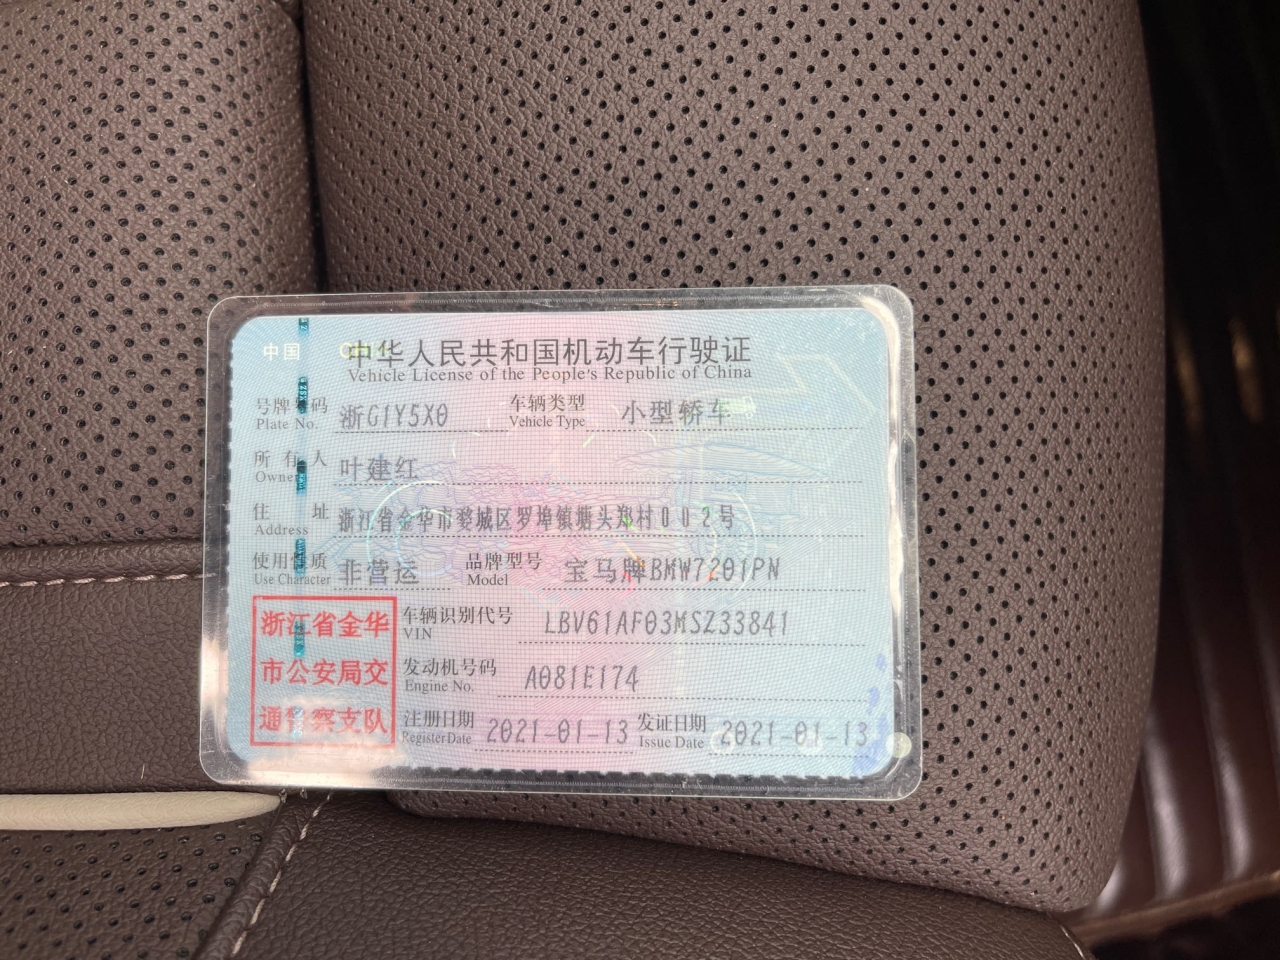 中国
中华人民共和国机动车行驶证
Vehicle License of the People's Republic of China
号牌号码 浙G1Y5X0 车辆类型 小型轿车
Plate No. Vehicle Type
所有人 叶建红
Owner
住址 浙江省金华市婺城区罗埠镇塘头郑村002号
Address
使用性质 非营运 品牌型号 宝马牌BMW7201PN
Use Character Model
浙江省金华
市公安局交
通警察支队
车辆识别代号 LBV61AF03MSZ33841
VIN
发动机号码 A081E174
Engine No.
注册日期 2021-01-13 发证日期 2021-01-13
Register Date Issue Date